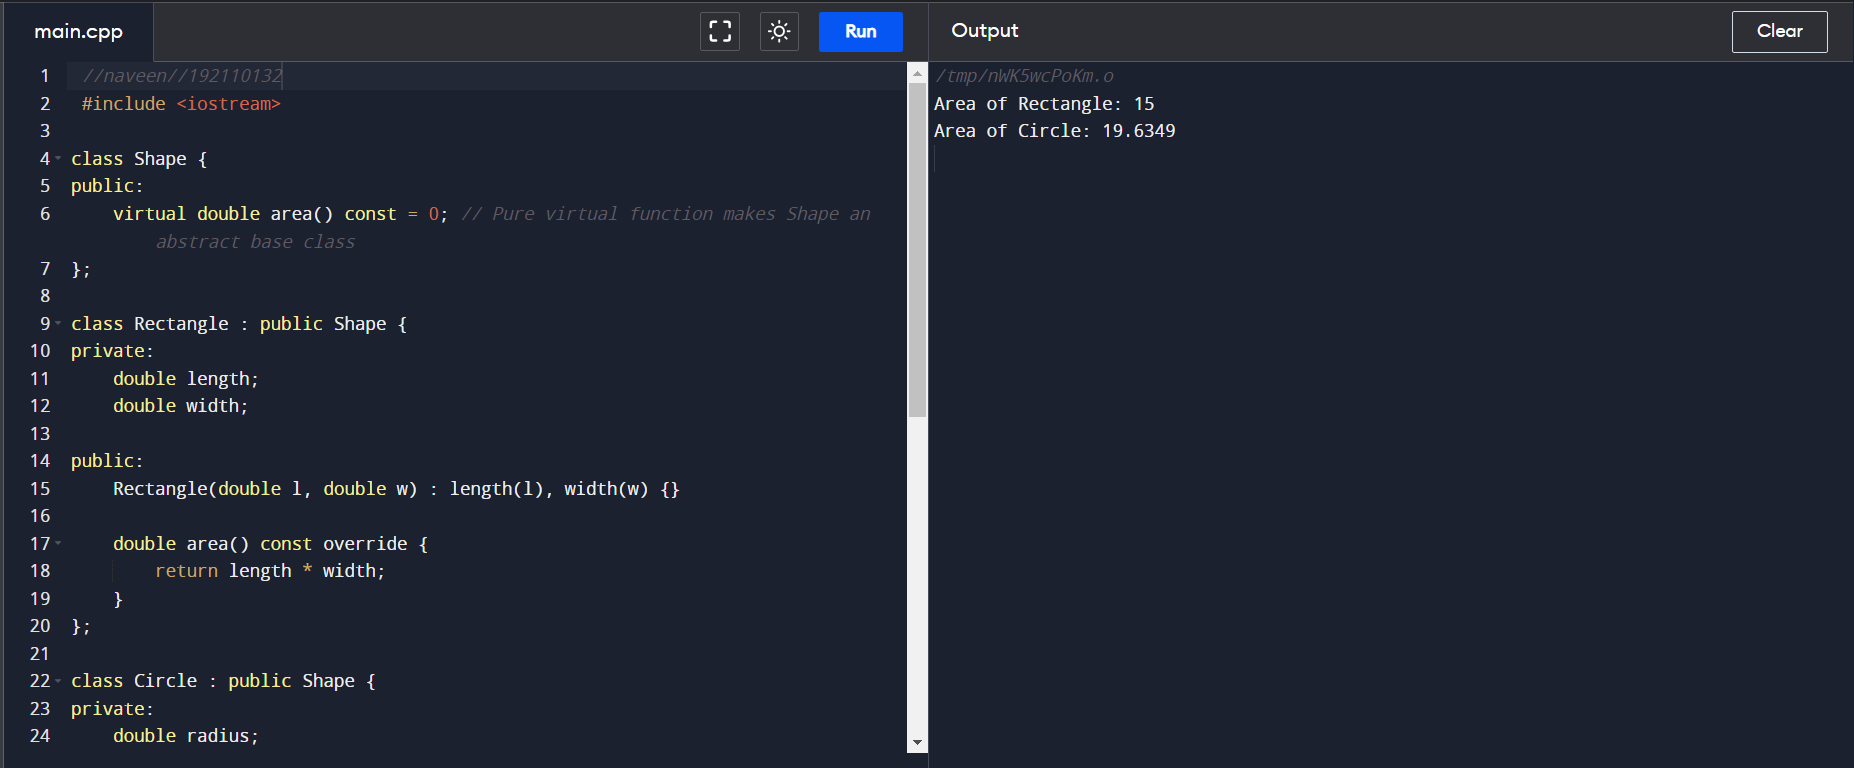 main.cpp
Run
1 //naveen//192110132
2 #include <iostream>
3
4 class Shape {
5 public:
6     virtual double area() const = 0; // Pure virtual function makes Shape an
        abstract base class
7 };
8
9 class Rectangle : public Shape {
10 private:
11     double length;
12     double width;
13
14 public:
15     Rectangle(double l, double w) : length(l), width(w) {}
16
17     double area() const override {
18         return length * width;
19     }
20 };
21
22 class Circle : public Shape {
23 private:
24     double radius;
Output
Clear
/tmp/nWK5wcPoKm.o
Area of Rectangle: 15
Area of Circle: 19.6349